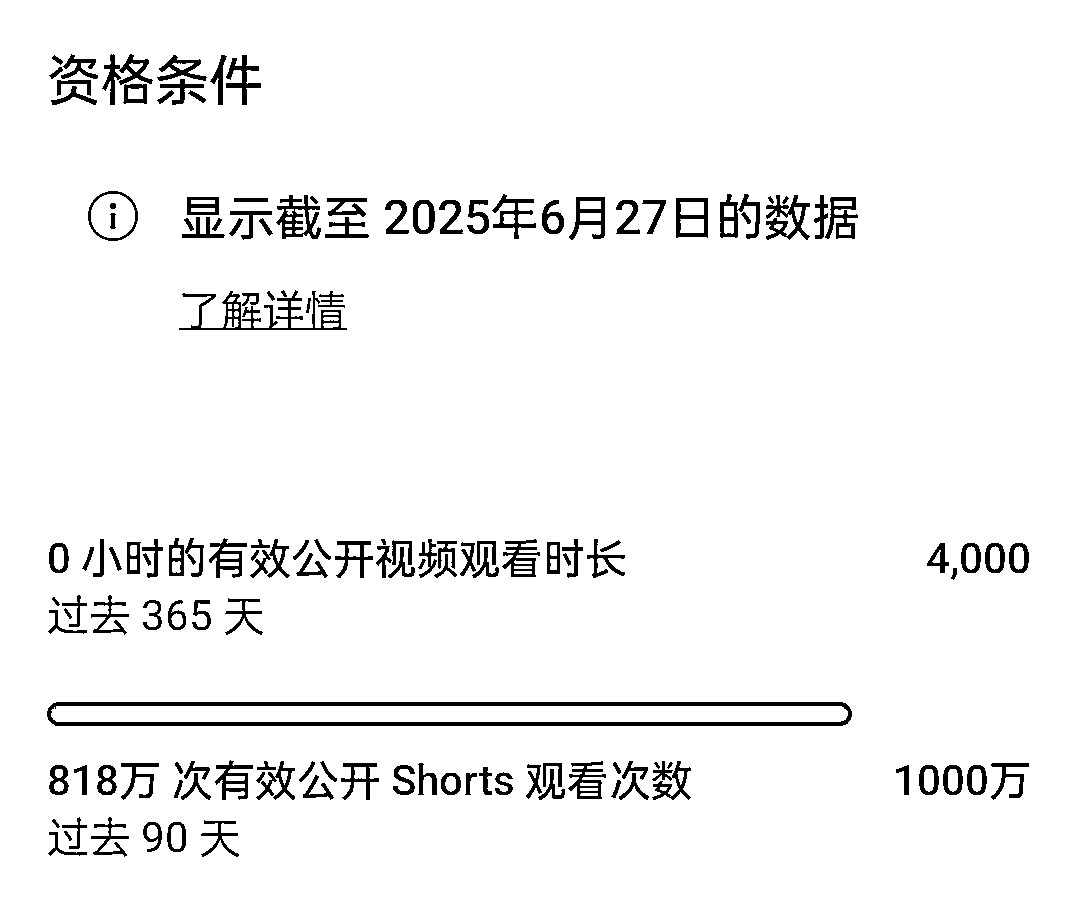 资格条件
显示截至 2025年6月27日的数据
了解详情
0 小时的有效公开视频观看时长 4,000
过去 365 天
818万 次有效公开 Shorts 观看次数 1000万
过去 90 天